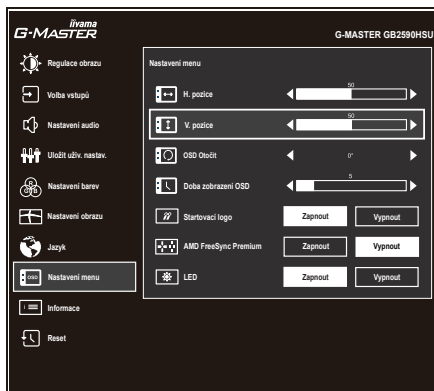 iiyama
G-MASTER
G-MASTER GB2590HSU
Regulace obrazu
Volba vstupů
Nastavení audio
Uložit uživ. nastav.
R
G B
Nastavení barev
Nastavení obrazu
Jazyk
OSD
Nastavení menu
i
Informace
Reset
Nastavení menu
H. pozice
50
V. pozice
50
OSD Otočit
0°
Doba zobrazení OSD
5
Startovací logo
Zapnout
Vypnout
AMD FreeSync Premium
Zapnout
Vypnout
LED
Zapnout
Vypnout